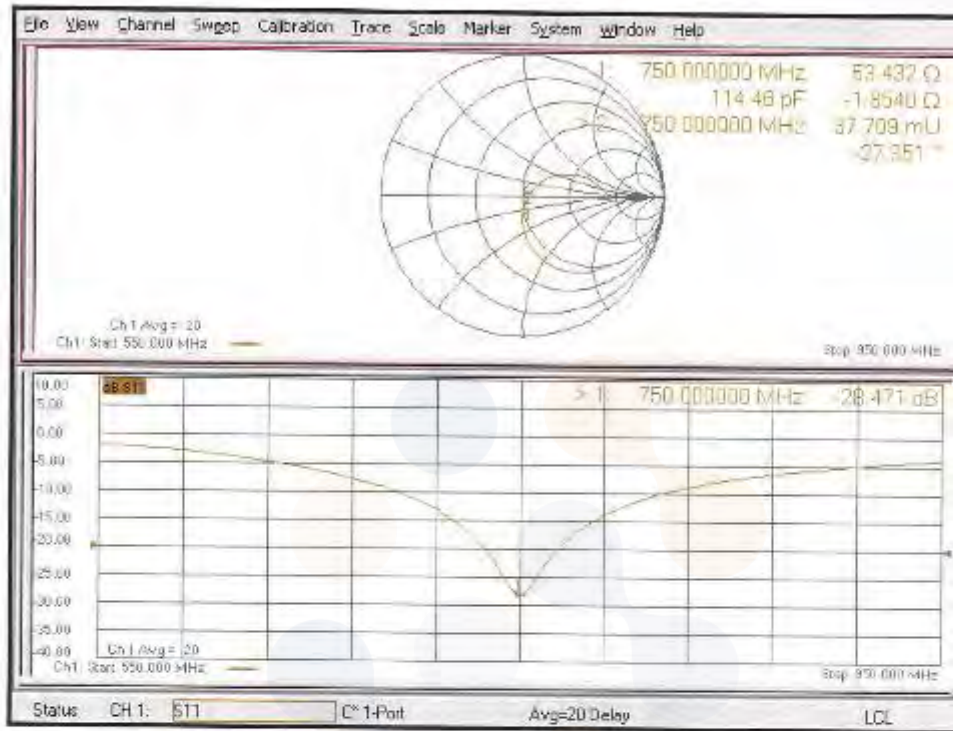 File View Channel Sweep Calibration Trace Scale Marker System Window Help
1: 750.000000 MHz 53.432 Ω
114.46 pF -1.8540 Ω
> 2: 750.000000 MHz 37.709 mU
-27.351 °
Ch 1 Avg = 20
Ch1: Start 550.000 MHz
Stop 950.000 MHz
10.00
dB S11
> 1: 750.000000 MHz -28.471 dB
5.00
0.00
-5.00
-10.00
-15.00
-20.00
-25.00
-30.00
-35.00
-40.00
Ch 1 Avg = 20
Ch1: Start 550.000 MHz
Stop 950.000 MHz
Status CH 1: S11 C* 1-Port Avg=20 Delay LCL